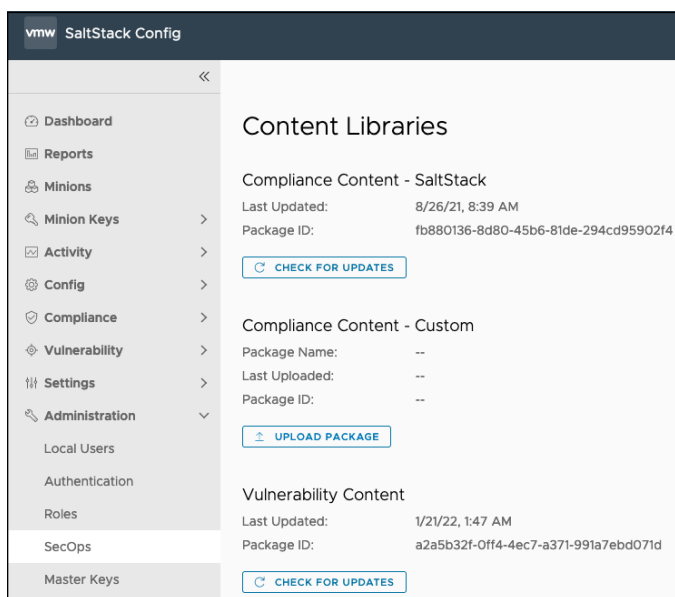 vmw SaltStack Config
Dashboard
Reports
Minions
Minion Keys
Activity
Config
Compliance
Vulnerability
Settings
Administration
Local Users
Authentication
Roles
SecOps
Master Keys
Content Libraries
Compliance Content - SaltStack
Last Updated: 8/26/21, 8:39 AM
Package ID: fb880136-8d80-45b6-81de-294cd95902f4
CHECK FOR UPDATES
Compliance Content - Custom
Package Name: --
Last Uploaded: --
Package ID: --
UPLOAD PACKAGE
Vulnerability Content
Last Updated: 1/21/22, 1:47 AM
Package ID: a2a5b32f-0ff4-4ec7-a371-991a7ebd071d
CHECK FOR UPDATES